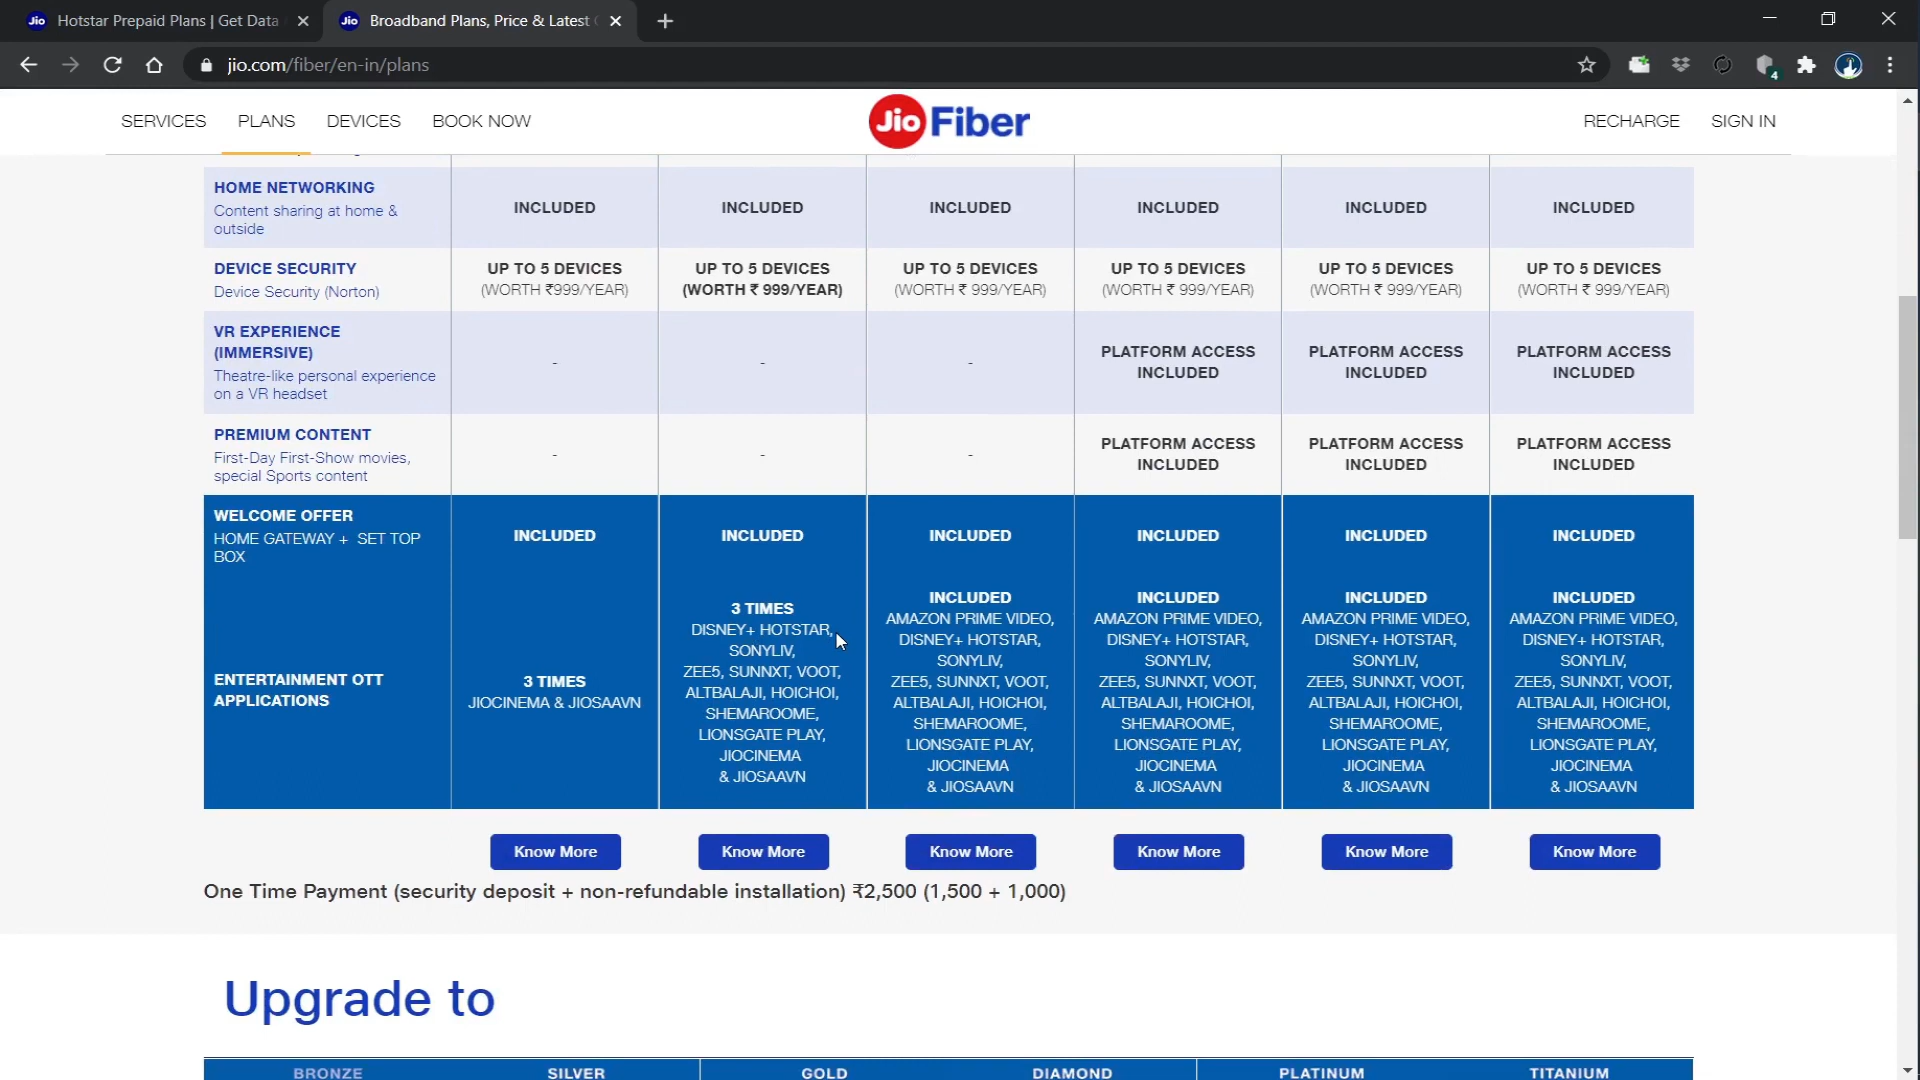 Jio Hotstar Prepaid Plans | Get Data
Jio Broadband Plans, Price & Latest
jio.com/fiber/en-in/plans
4
SERVICES PLANS DEVICES BOOK NOW
Jio Fiber
RECHARGE SIGN IN
HOME NETWORKING
Content sharing at home &
outside
INCLUDED INCLUDED INCLUDED INCLUDED INCLUDED INCLUDED
DEVICE SECURITY
Device Security (Norton)
UP TO 5 DEVICES
(WORTH ₹999/YEAR)
UP TO 5 DEVICES
(WORTH ₹ 999/YEAR)
UP TO 5 DEVICES
(WORTH ₹ 999/YEAR)
UP TO 5 DEVICES
(WORTH ₹ 999/YEAR)
UP TO 5 DEVICES
(WORTH ₹ 999/YEAR)
UP TO 5 DEVICES
(WORTH ₹ 999/YEAR)
VR EXPERIENCE
(IMMERSIVE)
Theatre-like personal experience
on a VR headset
- - -
PLATFORM ACCESS
INCLUDED
PLATFORM ACCESS
INCLUDED
PLATFORM ACCESS
INCLUDED
PREMIUM CONTENT
First-Day First-Show movies,
special Sports content
- - -
PLATFORM ACCESS
INCLUDED
PLATFORM ACCESS
INCLUDED
PLATFORM ACCESS
INCLUDED
WELCOME OFFER
HOME GATEWAY + SET TOP
BOX
INCLUDED INCLUDED INCLUDED INCLUDED INCLUDED INCLUDED
ENTERTAINMENT OTT
APPLICATIONS
3 TIMES
JIOCINEMA & JIOSAAVN
3 TIMES
DISNEY+ HOTSTAR,
SONYLIV,
ZEE5, SUNNXT, VOOT,
ALTBALAJI, HOICHOI,
SHEMAROOME,
LIONSGATE PLAY,
JIOCINEMA
& JIOSAAVN
INCLUDED
AMAZON PRIME VIDEO,
DISNEY+ HOTSTAR,
SONYLIV,
ZEE5, SUNNXT, VOOT,
ALTBALAJI, HOICHOI,
SHEMAROOME,
LIONSGATE PLAY,
JIOCINEMA
& JIOSAAVN
INCLUDED
AMAZON PRIME VIDEO,
DISNEY+ HOTSTAR,
SONYLIV,
ZEE5, SUNNXT, VOOT,
ALTBALAJI, HOICHOI,
SHEMAROOME,
LIONSGATE PLAY,
JIOCINEMA
& JIOSAAVN
INCLUDED
AMAZON PRIME VIDEO,
DISNEY+ HOTSTAR,
SONYLIV,
ZEE5, SUNNXT, VOOT,
ALTBALAJI, HOICHOI,
SHEMAROOME,
LIONSGATE PLAY,
JIOCINEMA
& JIOSAAVN
INCLUDED
AMAZON PRIME VIDEO,
DISNEY+ HOTSTAR,
SONYLIV,
ZEE5, SUNNXT, VOOT,
ALTBALAJI, HOICHOI,
SHEMAROOME,
LIONSGATE PLAY,
JIOCINEMA
& JIOSAAVN
Know More Know More Know More Know More Know More Know More
One Time Payment (security deposit + non-refundable installation) ₹2,500 (1,500 + 1,000)
Upgrade to
BRONZE SILVER GOLD DIAMOND PLATINUM TITANIUM